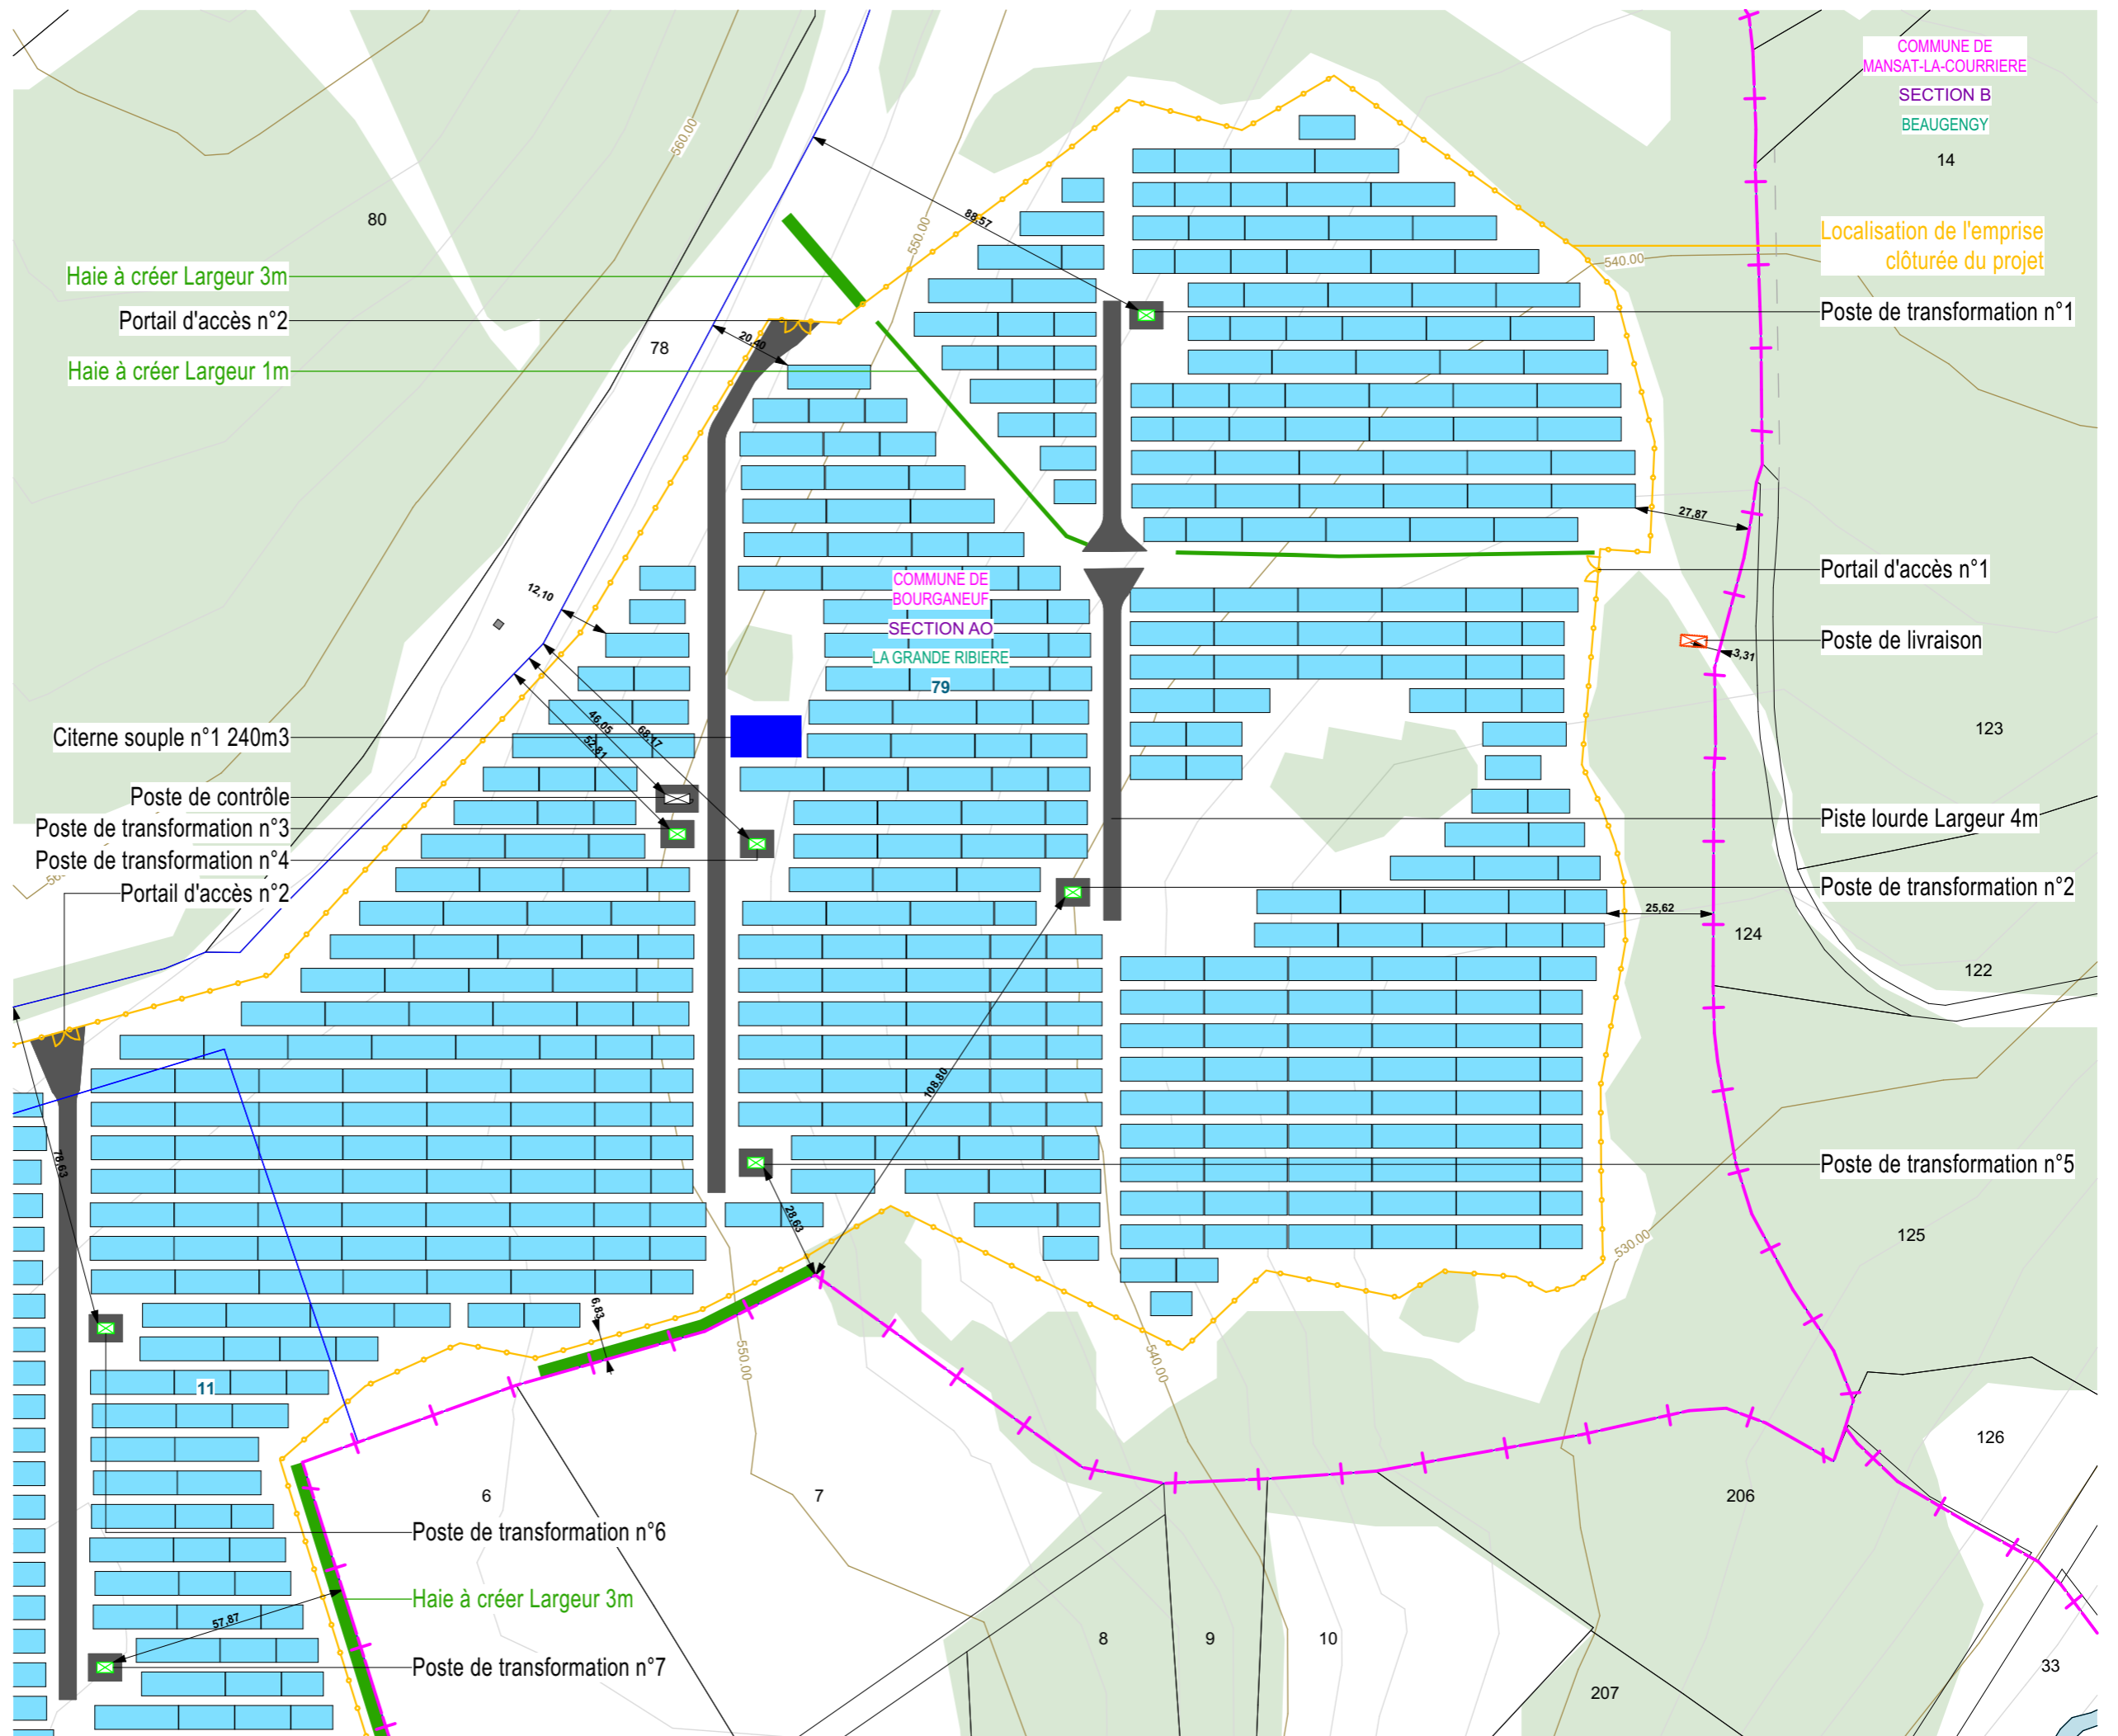 COMMUNE DE
MANSAT-LA-COURRIERE
SECTION B
BEAUGENGY
14
560.00
80
88,57
550.00
Localisation de l'emprise
clôturée du projet
540.00
Haie à créer Largeur 3m
Portail d'accès n°2
Poste de transformation n°1
78
20,40
Haie à créer Largeur 1m
27,87
Portail d'accès n°1
COMMUNE DE
BOURGANEUF
12,10
SECTION AO
LA GRANDE RIBIERE
79
Poste de livraison
3,31
46,05
68,17
52,81
123
Citerne souple n°1 240m3
Poste de contrôle
Poste de transformation n°3
Poste de transformation n°4
Portail d'accès n°2
Piste lourde Largeur 4m
Poste de transformation n°2
25,62
124
122
108,80
78,63
Poste de transformation n°5
28,63
125
530.00
6,83
550.00
540.00
11
126
6
7
206
Poste de transformation n°6
Haie à créer Largeur 3m
57,87
8
9
10
Poste de transformation n°7
33
207